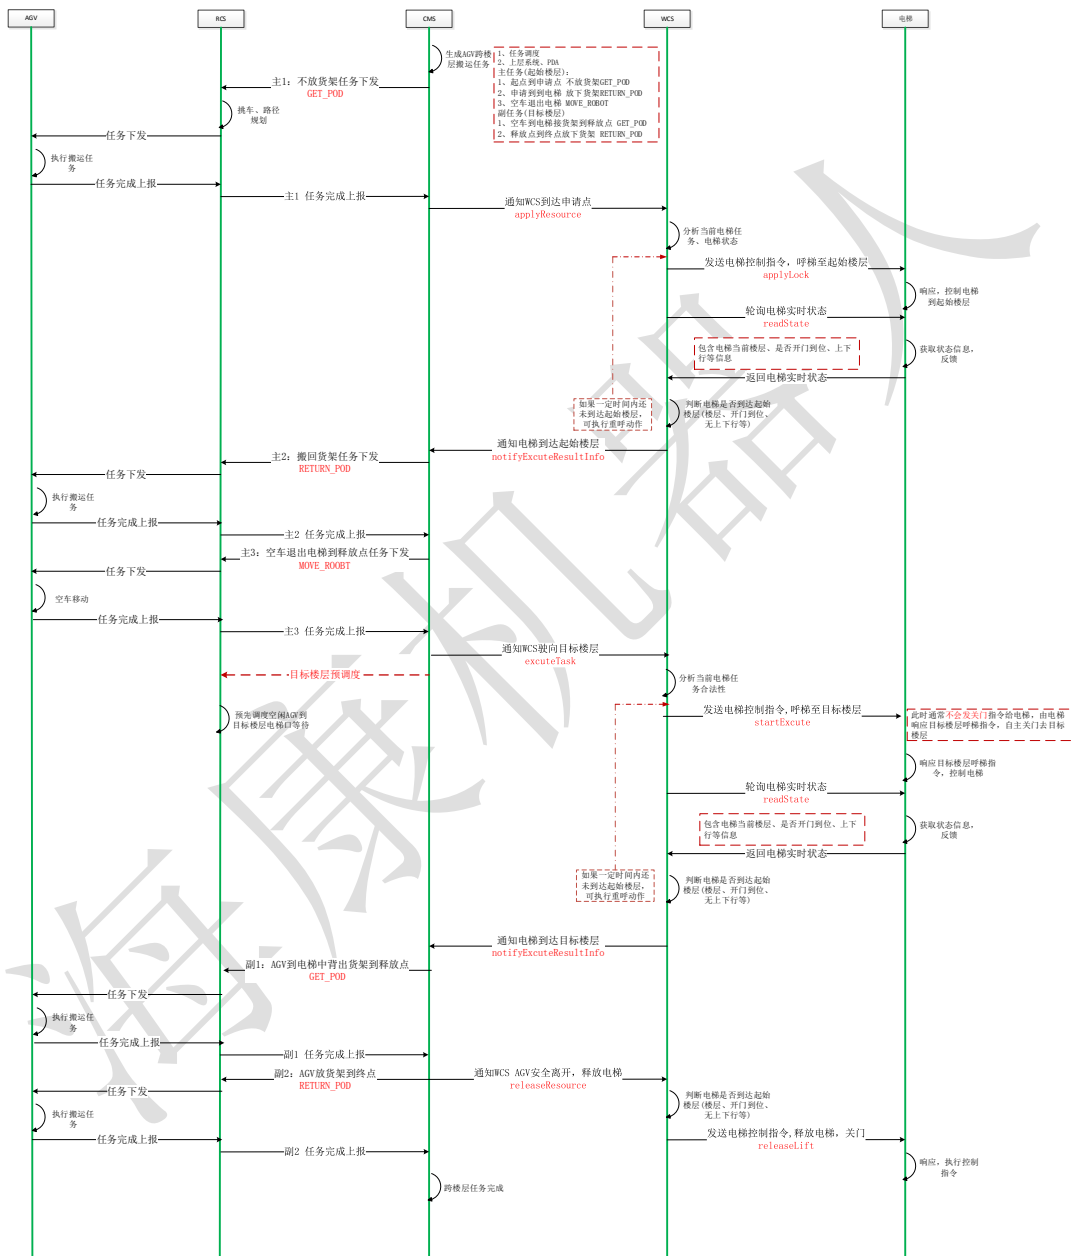 AGV
RCS
CMS
WCS
电梯
生成AGV跨楼
层搬运任务
1、任务调度
2、上层系统、PDA
主任务(起始楼层):
1、起点到申请点 不放货架GET_POD
2、申请到到电梯 放下货架RETURN_POD
3、空车退出电梯 MOVE_ROBOT
副任务(目标楼层)
1、空车到电梯接货架到释放点 GET_POD
2、释放点到终点放下货架 RETURN_POD
主1: 不放货架任务下发
GET_POD
挑车、路径
规划
任务下发
执行搬运任
务
任务完成上报
主1 任务完成上报
通知WCS到达申请点
applyResource
分析当前电梯任
务、电梯状态
发送电梯控制指令，呼梯至起始楼层
applyLock
响应，控制电梯
到起始楼层
轮询电梯实时状态
readState
包含电梯当前楼层、是否开门到位、上下
行等信息
获取状态信息，
反馈
返回电梯实时状态
如果一定时间内还
未到达起始楼层，
可执行重呼动作
判断电梯是否到达起始
楼层(楼层、开门到位、
无上下行等)
通知电梯到达起始楼层
notifyExcuteResultInfo
主2: 搬回货架任务下发
RETURN_POD
任务下发
执行搬运任
务
任务完成上报
主2 任务完成上报
主3: 空车退出电梯到释放点任务下发
MOVE_ROOBT
任务下发
空车移动
任务完成上报
主3 任务完成上报
通知WCS驶向目标楼层
excuteTask
目标楼层预调度
分析当前电梯任
务合法性
预先调度空闲AGV到
目标楼层电梯口等待
发送电梯控制指令,呼梯至目标楼层
startExcute
此时通常不会发关门指令给电梯，由电梯
响应目标楼层呼梯指令，自主关门去目标
楼层
响应目标楼层呼梯指
令，控制电梯
轮询电梯实时状态
readState
包含电梯当前楼层、是否开门到位、上下
行等信息
获取状态信息，
反馈
返回电梯实时状态
如果一定时间内还
未到达起始楼层，
可执行重呼动作
判断电梯是否到达起始
楼层(楼层、开门到位、
无上下行等)
通知电梯到达目标楼层
notifyExcuteResultInfo
副1: AGV到电梯中背出货架到释放点
GET_POD
任务下发
执行搬运任
务
任务完成上报
副1 任务完成上报
副2: AGV放货架到终点
RETURN_POD
通知WCS AGV安全离开，释放电梯
releaseResource
任务下发
判断电梯是否到达起始
楼层(楼层、开门到位、
无上下行等)
执行搬运任
务
发送电梯控制指令,释放电梯，关门
releaseLift
任务完成上报
副2 任务完成上报
响应，执行控制
指令
跨楼层任务完成
海康机器人